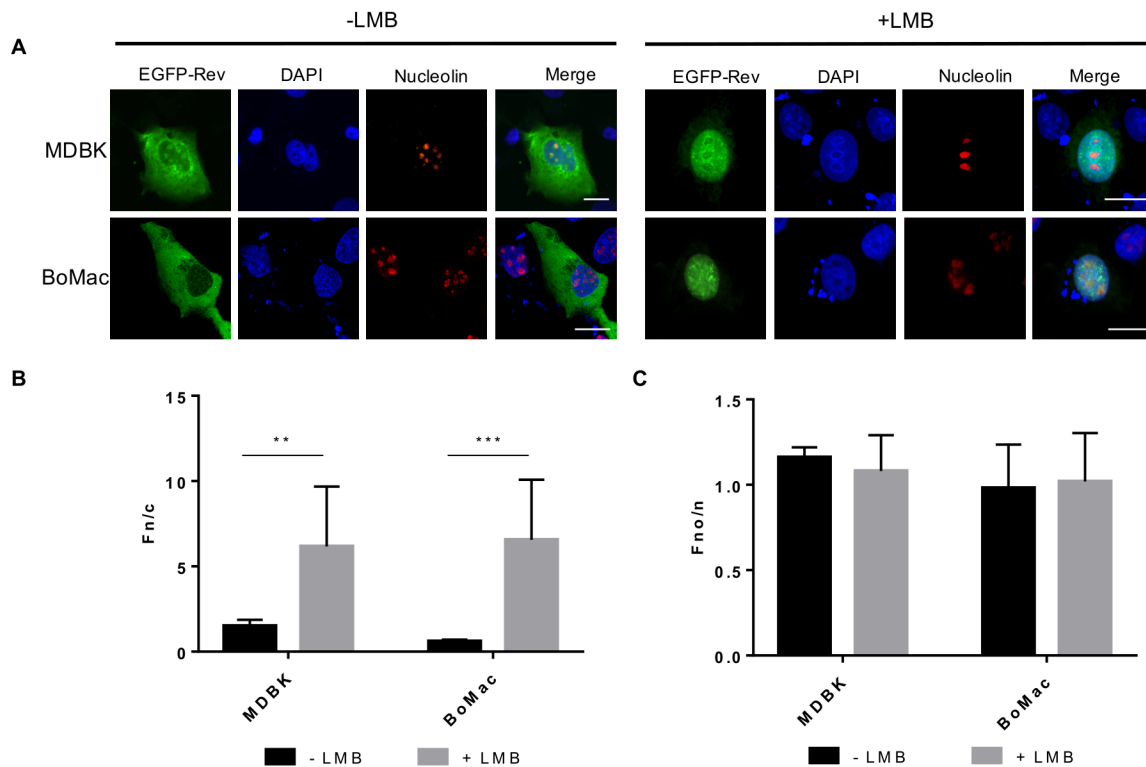 -LMB +LMB
A
EGFP-Rev DAPI Nucleolin Merge EGFP-Rev DAPI Nucleolin Merge
MDBK
BoMac
B C
15
10
5
0
Fn/c
** ***
MDBK BoMac
- LMB + LMB
1.5
1.0
0.5
0.0
Fno/n
MDBK BoMac
- LMB + LMB